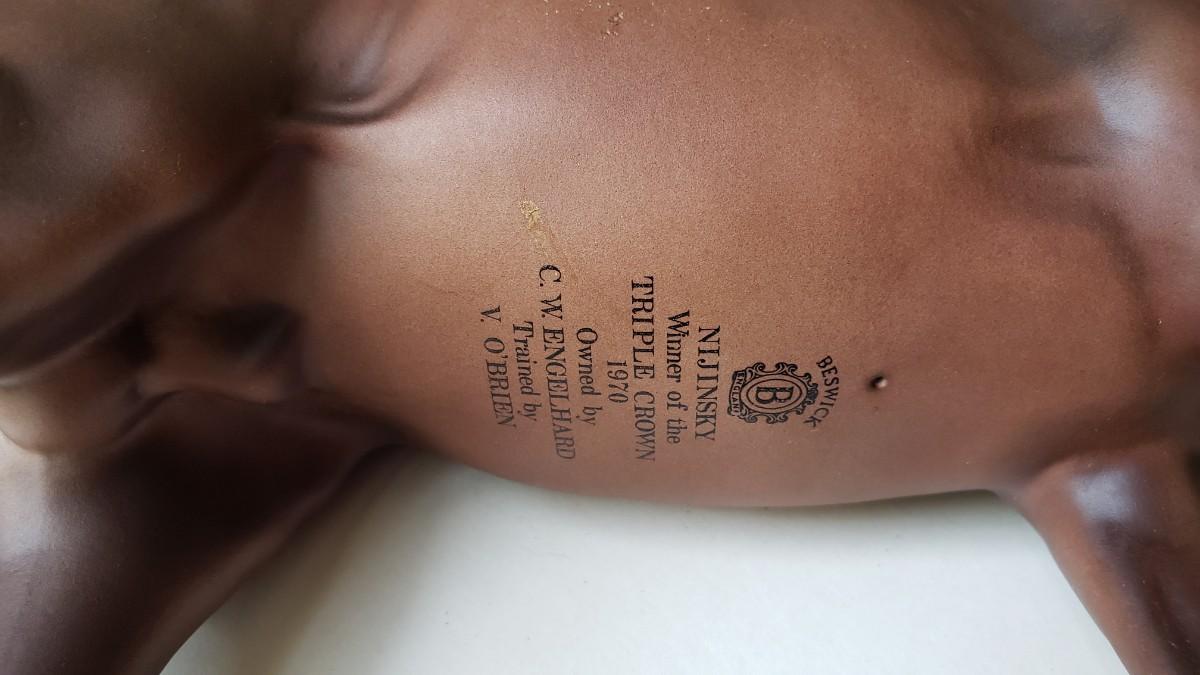 BESWICK
B
ENGLAND
NIJINSKY
Winner of the
TRIPLE CROWN
1970
Owned by
C. W. ENGELHARD
Trained by
V. O'BRIEN